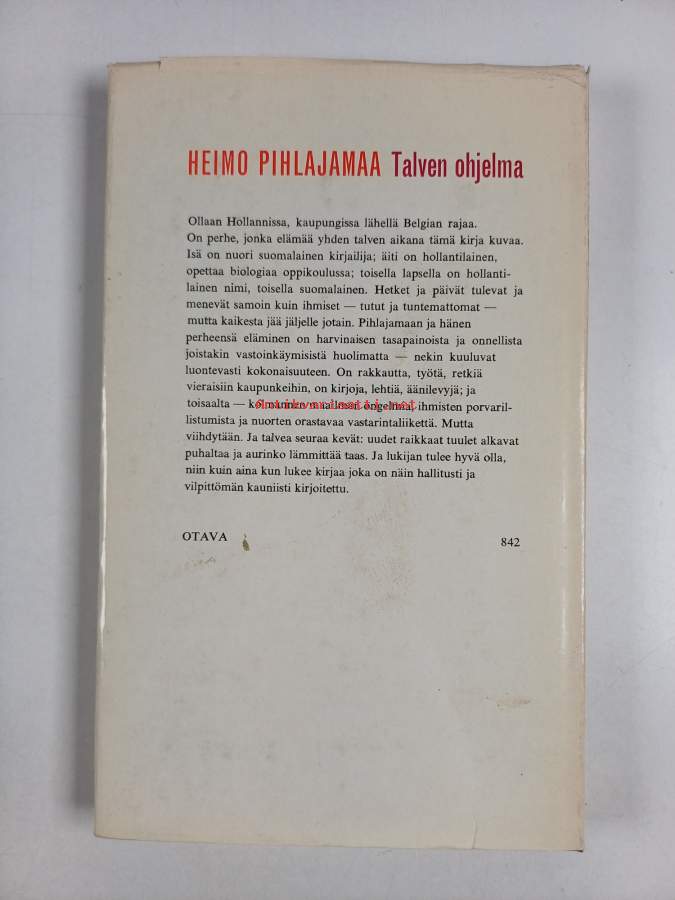 HEIMO PIHLAJAMAA Talven ohjelma
Ollaan Hollannissa, kaupungissa lähellä Belgian rajaa.
On perhe, jonka elämää yhden talven aikana tämä kirja kuvaa.
Isä on nuori suomalainen kirjailija; äiti on hollantilainen,
opettaa biologiaa oppikoulussa; toisella lapsella on hollanti-
lainen nimi, toisella suomalainen. Hetket ja päivät tulevat ja
menevät samoin kuin ihmiset — tutut ja tuntemattomat —
mutta kaikesta jää jäljelle jotain. Pihlajamaan ja hänen
perheensä eläminen on harvinaisen tasapainoista ja onnellista
joistakin vastoinkäymisistä huolimatta — nekin kuuluvat
luontevasti kokonaisuuteen. On rakkautta, työtä, retkiä
vieraisiin kaupunkeihin, on kirjoja, lehtiä, äänilevyjä; ja
toisaalta — kolmannen maailman ongelmia, ihmisten porvaril-
Antikvariaatti.net
listumista ja nuorten orastavaa vastarintaliikettä. Mutta
viihdytään. Ja talvea seuraa kevät: uudet raikkaat tuulet alkavat
puhaltaa ja aurinko lämmittää taas. Ja lukijan tulee hyvä olla,
niin kuin aina kun lukee kirjaa joka on näin hallitusti ja
vilpittömän kauniisti kirjoitettu.
OTAVA
842